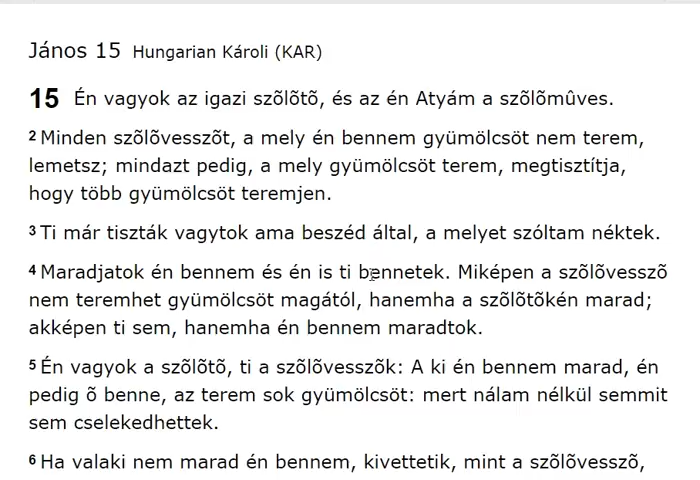 János 15 Hungarian Károli (KAR)
15 Én vagyok az igazi szõlõtõ, és az én Atyám a szõlõmûves.
2 Minden szõlõvesszõt, a mely én bennem gyümölcsöt nem terem,
lemetsz; mindazt pedig, a mely gyümölcsöt terem, megtisztítja,
hogy több gyümölcsöt teremjen.
3 Ti már tiszták vagytok ama beszéd által, a melyet szóltam néktek.
4 Maradjatok én bennem és én is ti bennetek. Miképen a szõlõvesszõ
nem teremhet gyümölcsöt magától, hanemha a szõlõtõkén marad;
akképen ti sem, hanemha én bennem maradtok.
5 Én vagyok a szõlõtõ, ti a szõlõvesszõk: A ki én bennem marad, én
pedig õ benne, az terem sok gyümölcsöt: mert nálam nélkül semmit
sem cselekedhettek.
6 Ha valaki nem marad én bennem, kivettetik, mint a szõlõvesszõ,